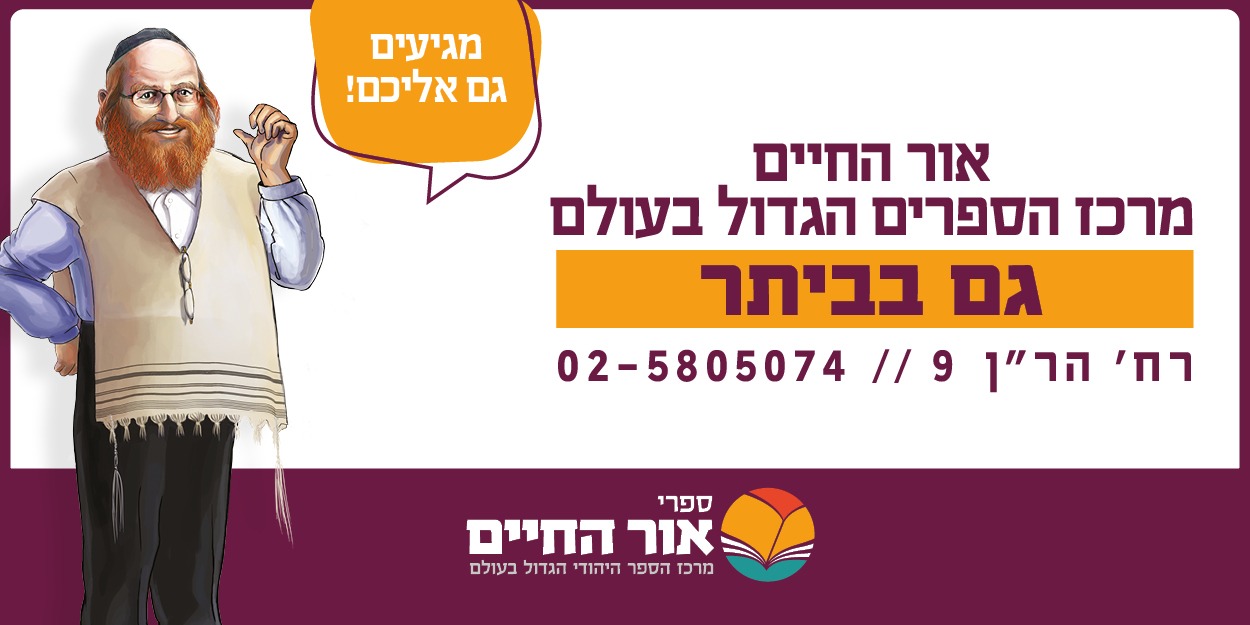 מגיעים
גם אליכם!
אור החיים
מרכז הספרים הגדול בעולם
גם בביתר
רח' הר"ן 9 // 02-5805074
ספרי
אור החיים
מרכז הספר היהודי הגדול בעולם